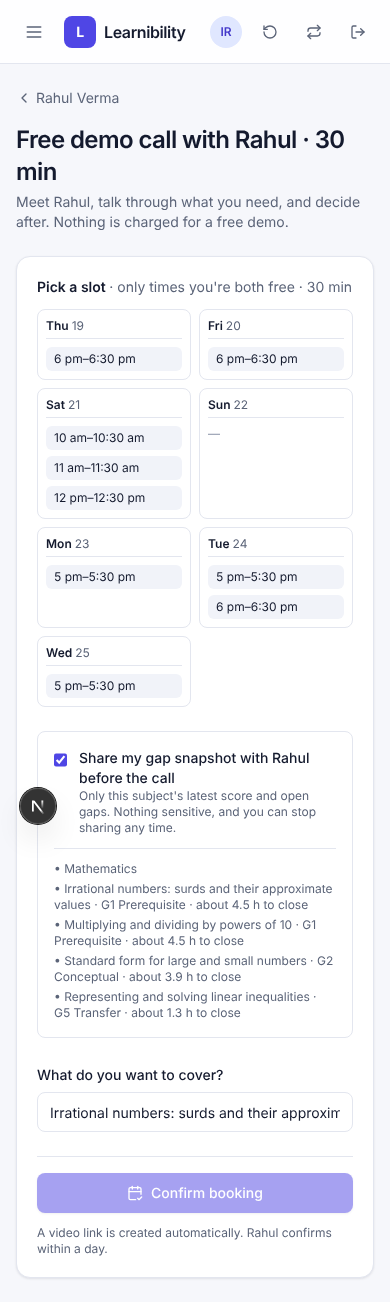 L Learnibility IR
Rahul Verma
Free demo call with Rahul · 30
min
Meet Rahul, talk through what you need, and decide
after. Nothing is charged for a free demo.
Pick a slot · only times you're both free · 30 min
Thu 19
6 pm–6:30 pm
Fri 20
6 pm–6:30 pm
Sat 21
10 am–10:30 am
11 am–11:30 am
12 pm–12:30 pm
Sun 22
—
Mon 23
5 pm–5:30 pm
Tue 24
5 pm–5:30 pm
6 pm–6:30 pm
Wed 25
5 pm–5:30 pm
Share my gap snapshot with Rahul
before the call
Only this subject's latest score and open
gaps. Nothing sensitive, and you can stop
sharing any time.
N
• Mathematics
• Irrational numbers: surds and their approximate
values · G1 Prerequisite · about 4.5 h to close
• Multiplying and dividing by powers of 10 · G1
Prerequisite · about 4.5 h to close
• Standard form for large and small numbers · G2
Conceptual · about 3.9 h to close
• Representing and solving linear inequalities ·
G5 Transfer · about 1.3 h to close
What do you want to cover?
Irrational numbers: surds and their approxim
Confirm booking
A video link is created automatically. Rahul confirms
within a day.